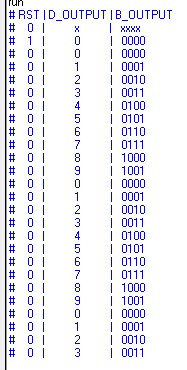 run
# RST | D_OUTPUT | B_OUTPUT
# 0 | x | xxxx
# 1 | 0 | 0000
# 0 | 0 | 0000
# 0 | 1 | 0001
# 0 | 2 | 0010
# 0 | 3 | 0011
# 0 | 4 | 0100
# 0 | 5 | 0101
# 0 | 6 | 0110
# 0 | 7 | 0111
# 0 | 8 | 1000
# 0 | 9 | 1001
# 0 | 0 | 0000
# 0 | 1 | 0001
# 0 | 2 | 0010
# 0 | 3 | 0011
# 0 | 4 | 0100
# 0 | 5 | 0101
# 0 | 6 | 0110
# 0 | 7 | 0111
# 0 | 8 | 1000
# 0 | 9 | 1001
# 0 | 0 | 0000
# 0 | 1 | 0001
# 0 | 2 | 0010
# 0 | 3 | 0011